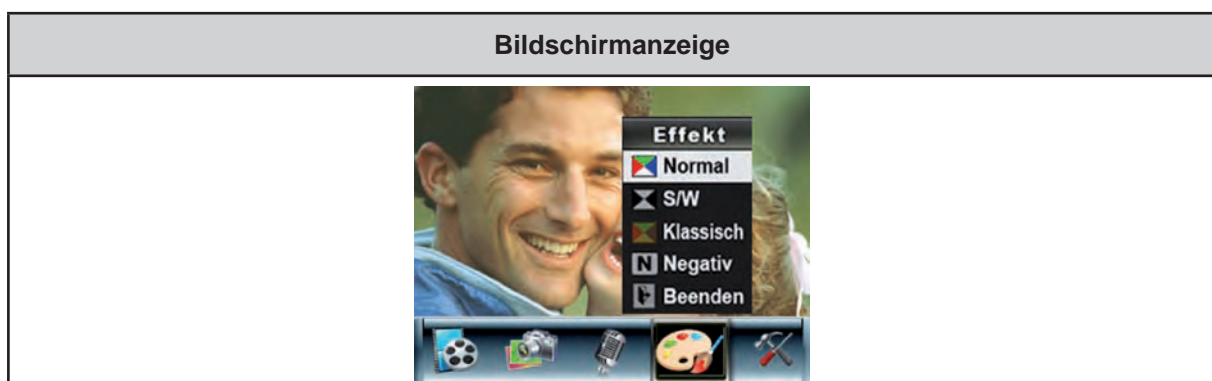 Bildschirmanzeige
Effekt
Normal
S/W
Klassisch
N Negativ
Beenden